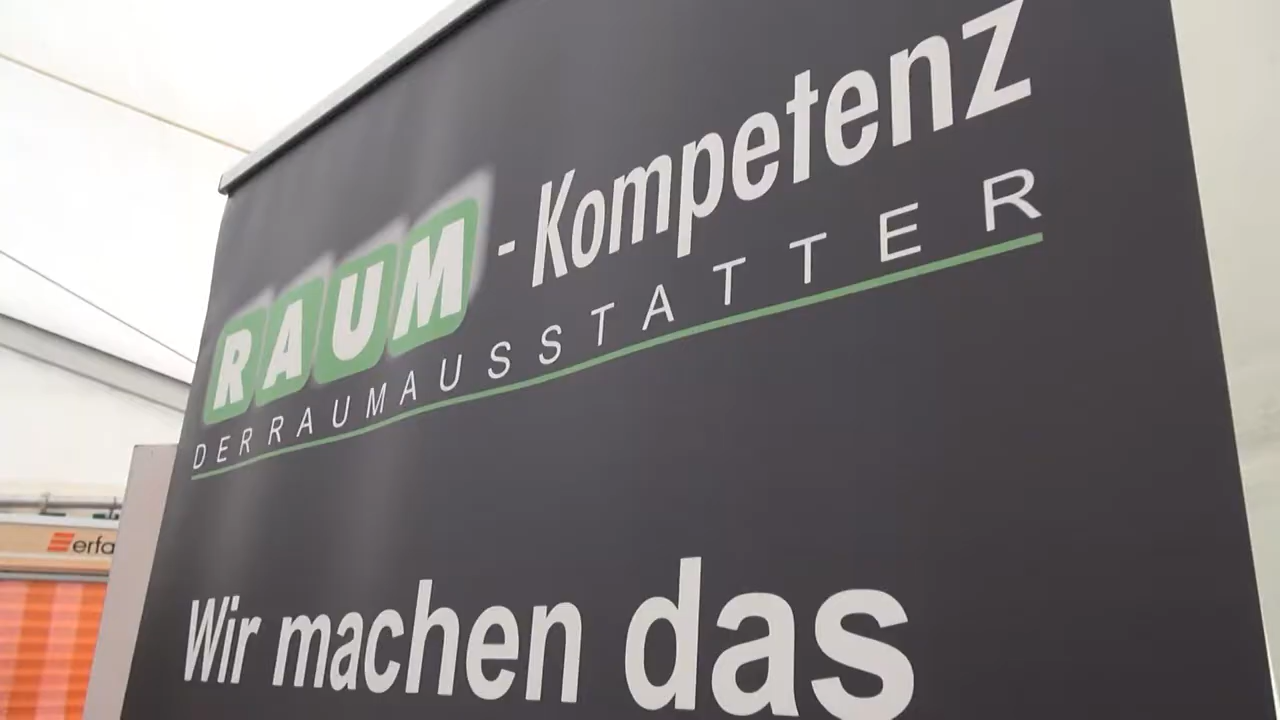 RAUM - Kompetenz
DER RAUMAUSSTATTER
Wir machen das
erfa